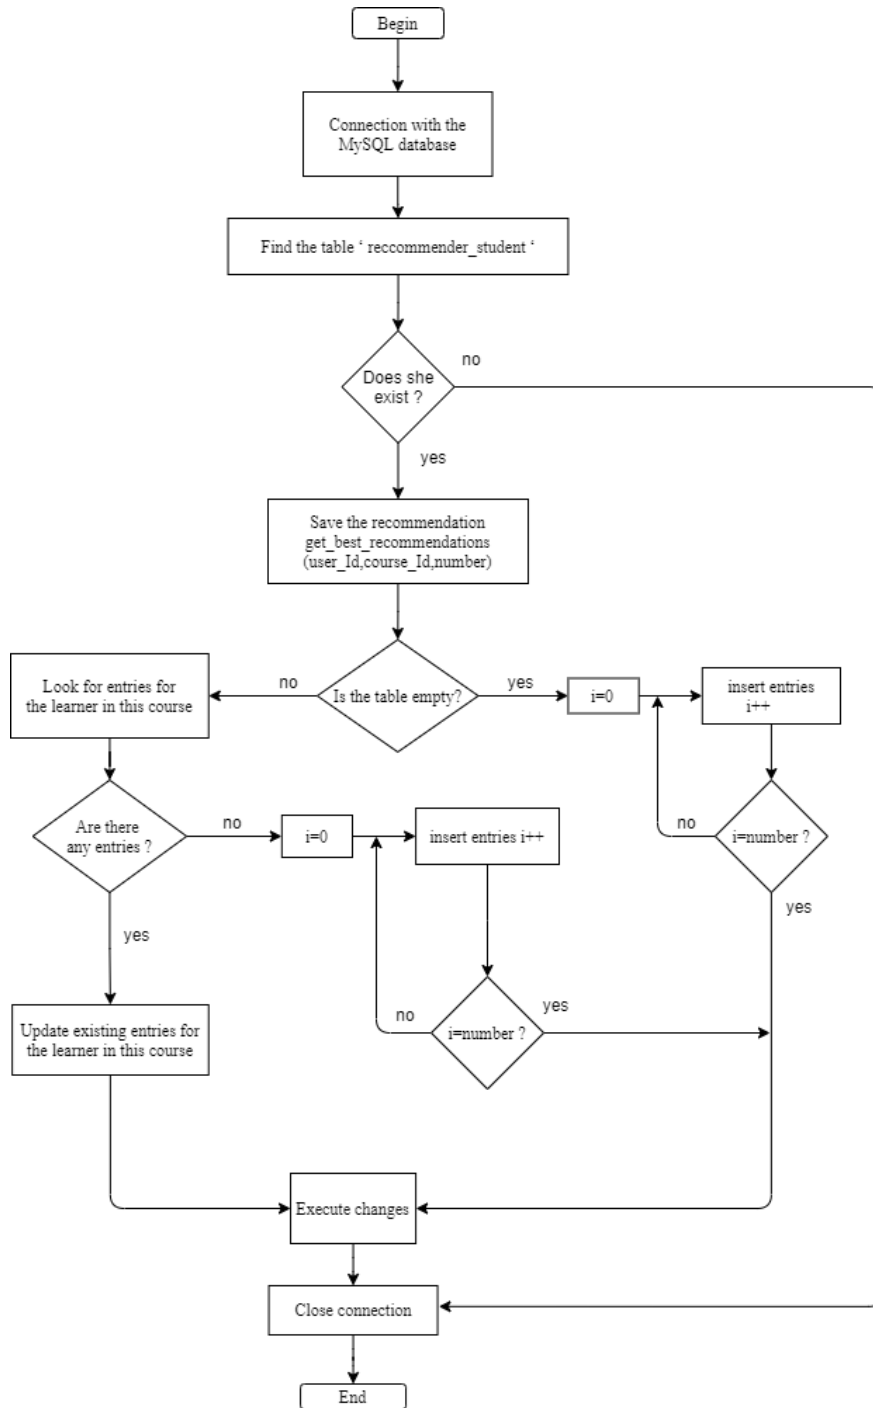 Begin
Connection with the
MySQL database
Find the table ‘ reccommender_student ‘
Does she
exist ?
no
yes
Save the recommendation
get_best_recommendations
(user_Id,course_Id,number)
Look for entries for
the learner in this course
no
Is the table empty?
yes
i=0
insert entries
i++
Are there
any entries ?
no
i=0
insert entries i++
no
i=number ?
yes
yes
Update existing entries for
the learner in this course
no
i=number ?
yes
Execute changes
Close connection
End